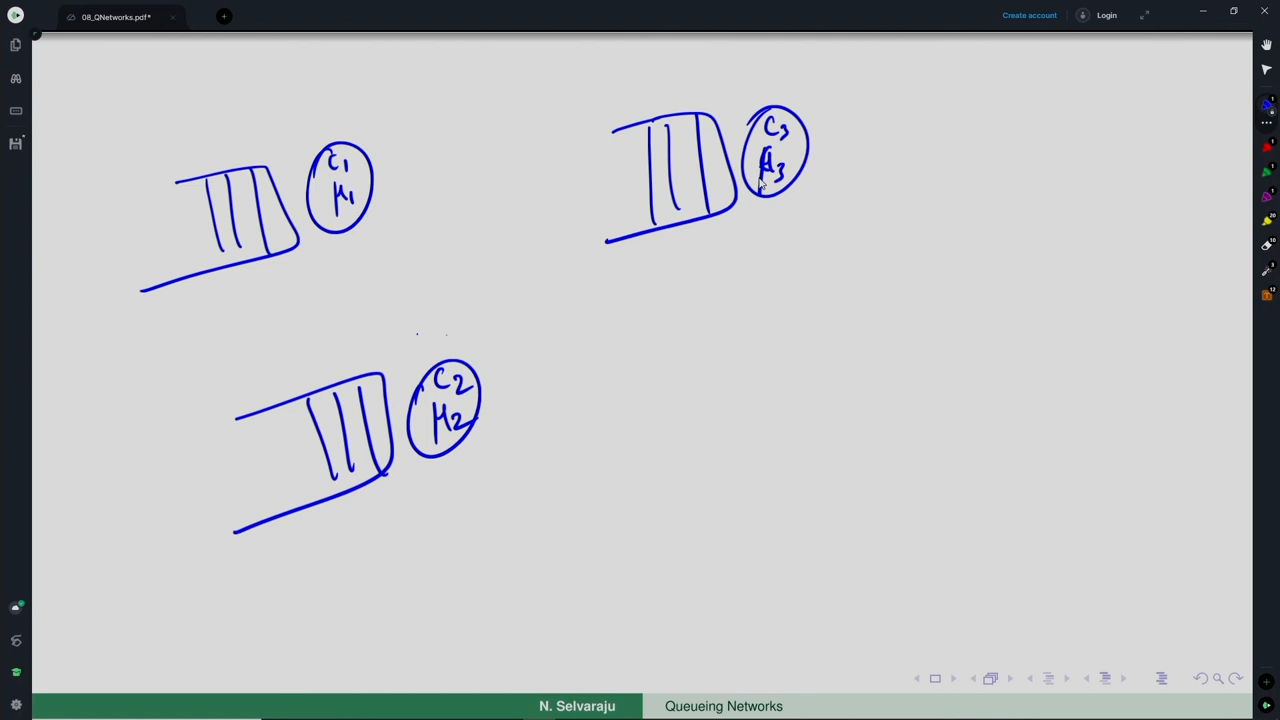 08_QNetworks.pdf*
Create account
Login
C1
μ1
C3
μ3
C2
μ2
N. Selvaraju
Queueing Networks